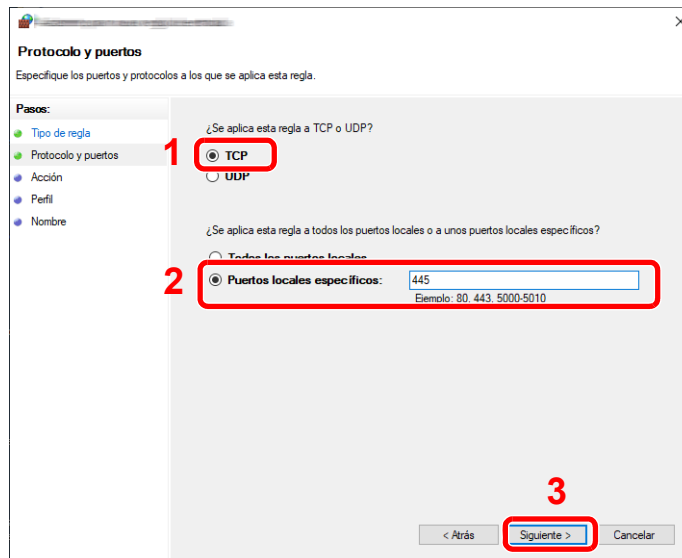 Protocolo y puertos
Especifique los puertos y protocolos a los que se aplica esta regla.
Pasos:
Tipo de regla
Protocolo y puertos
Acción
Perfil
Nombre
¿Se aplica esta regla a TCP o UDP?
1
TCP
UDP
¿Se aplica esta regla a todos los puertos locales o a unos puertos locales específicos?
Todos los puertos locales
2
Puertos locales específicos:
445
Ejemplo: 80, 443, 5000-5010
3
< Atrás
Siguiente >
Cancelar